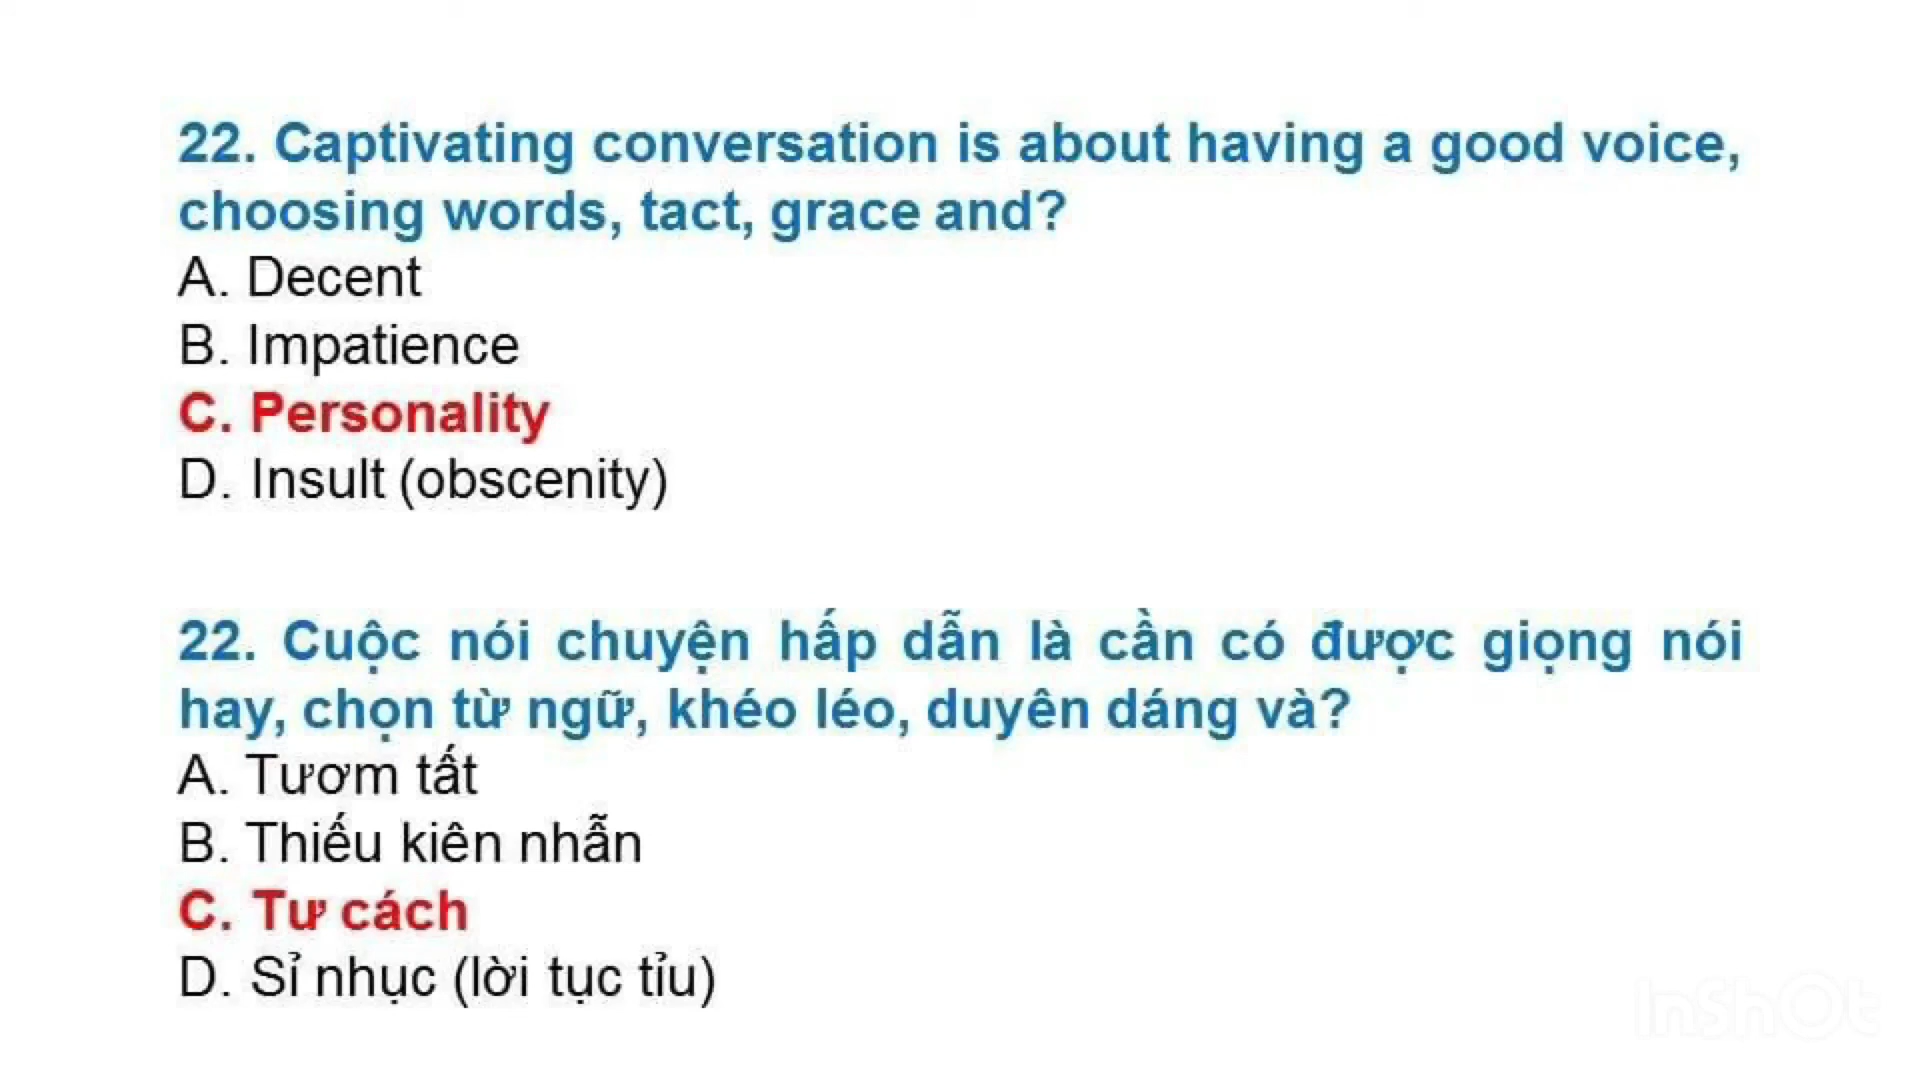 22. Captivating conversation is about having a good voice,
choosing words, tact, grace and?
A. Decent
B. Impatience
C. Personality
D. Insult (obscenity)
22. Cuộc nói chuyện hấp dẫn là cần có được giọng nói
hay, chọn từ ngữ, khéo léo, duyên dáng và?
A. Tươm tất
B. Thiếu kiên nhẫn
C. Tư cách
D. Sỉ nhục (lời tục tỉu)
InShOt